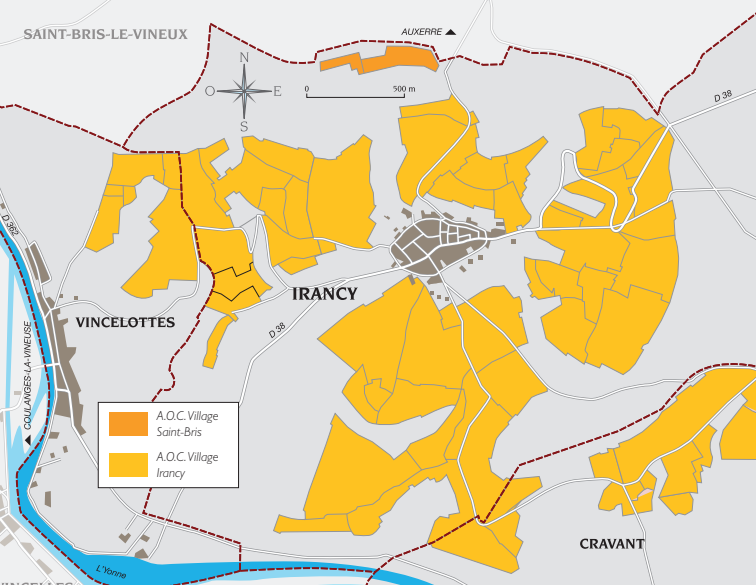 SAINT-BRIS-LE-VINEUX
AUXERRE
N
O
E
S
0
500 m
D 38
D 362
IRANCY
VINCELOTTES
D 38
COULANGES-LA-VINEUSE
A.O.C. Village
Saint-Bris
A.O.C. Village
Irancy
CRAVANT
L'Yonne